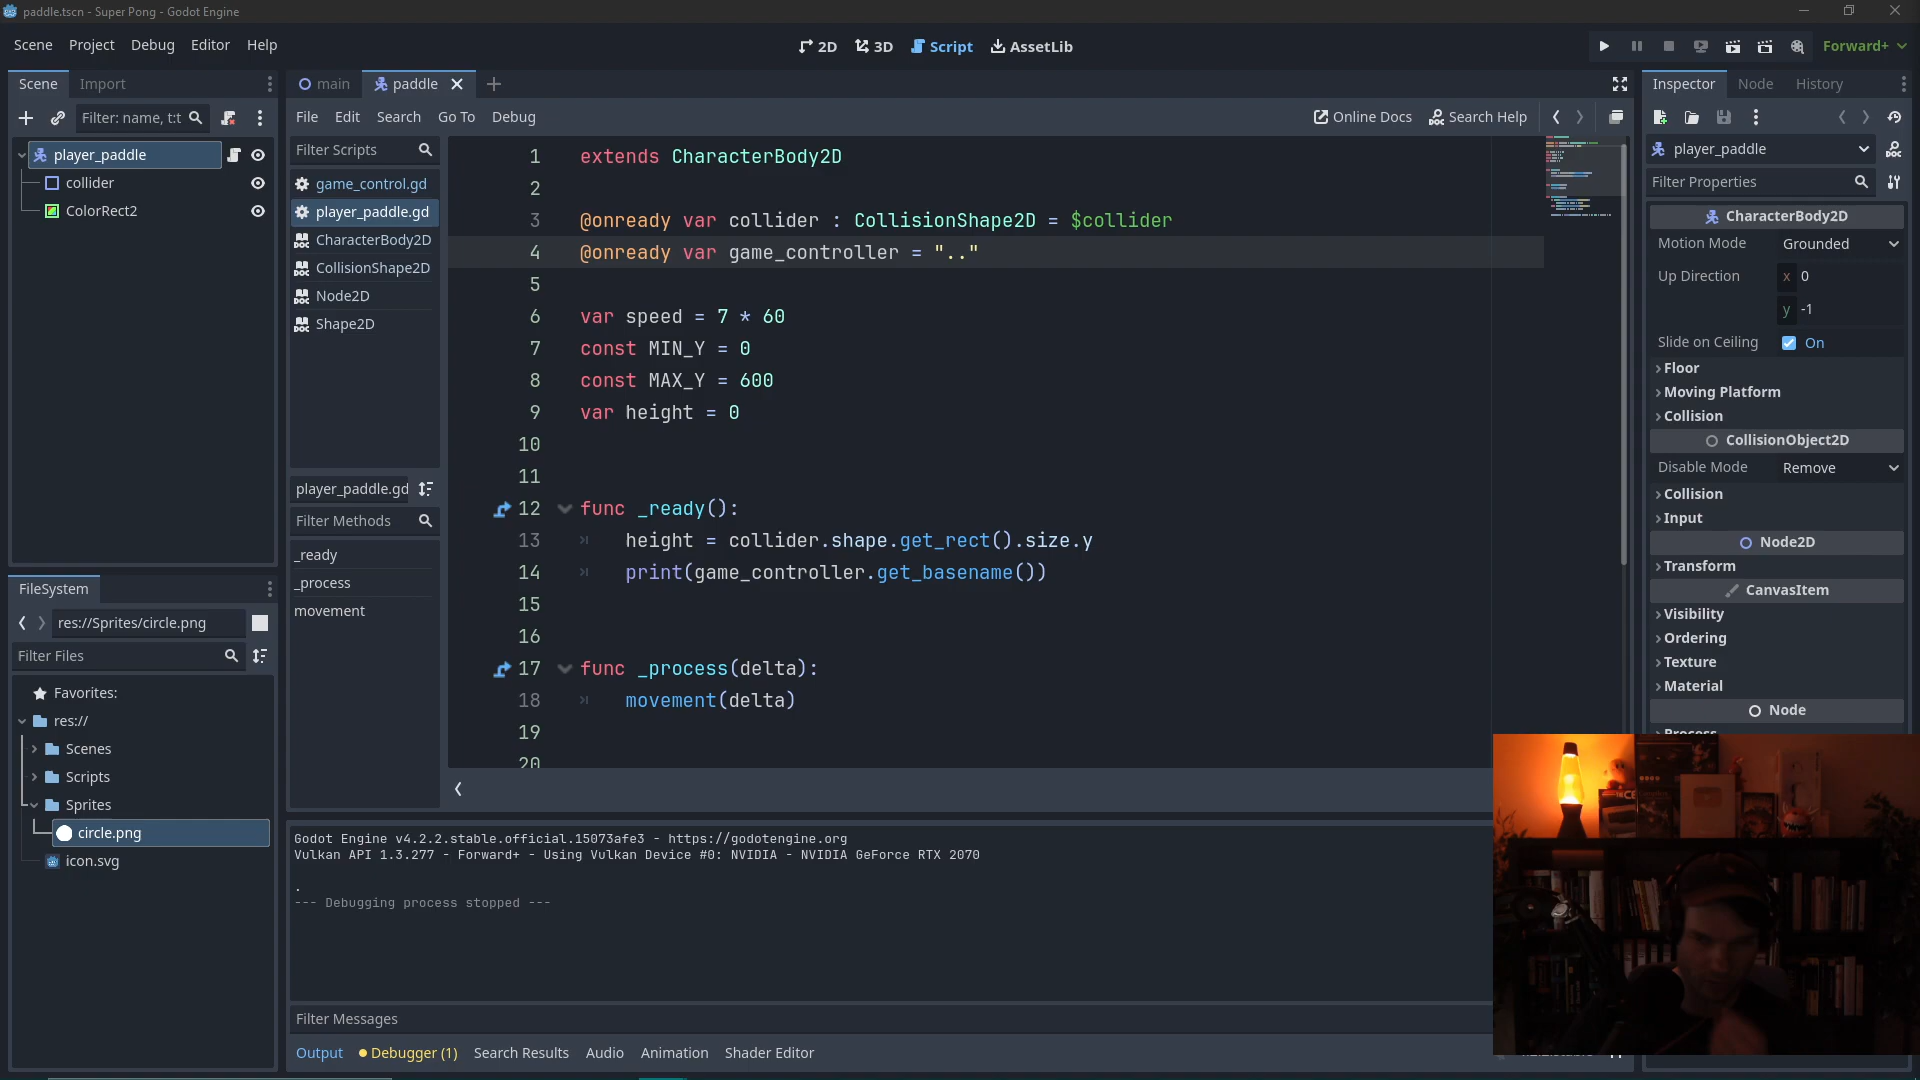 paddle.tscn - Super Pong - Godot Engine
Scene Project Debug Editor Help
2D 3D Script AssetLib
Forward+
Scene Import
Filter: name, t:t
player_paddle
collider
ColorRect2
FileSystem
res://Sprites/circle.png
Filter Files
Favorites:
res://
Scenes
Scripts
Sprites
circle.png
icon.svg
main paddle
File Edit Search Go To Debug
Online Docs Search Help
Filter Scripts
game_control.gd
player_paddle.gd
CharacterBody2D
CollisionShape2D
Node2D
Shape2D
player_paddle.gd
Filter Methods
_ready
_process
movement
1 extends CharacterBody2D
2
3 @onready var collider : CollisionShape2D = $collider
4 @onready var game_controller = ".."
5
6 var speed = 7 * 60
7 const MIN_Y = 0
8 const MAX_Y = 600
9 var height = 0
10
11
12 func _ready():
13 height = collider.shape.get_rect().size.y
14 print(game_controller.get_basename())
15
16
17 func _process(delta):
18 movement(delta)
19
20
Godot Engine v4.2.2.stable.official.15073afe3 - https://godotengine.org
Vulkan API 1.3.277 - Forward+ - Using Vulkan Device #0: NVIDIA - NVIDIA GeForce RTX 2070
.
--- Debugging process stopped ---
Filter Messages
Output Debugger (1) Search Results Audio Animation Shader Editor
Inspector Node History
player_paddle
Filter Properties
CharacterBody2D
Motion Mode Grounded
Up Direction x 0
y -1
Slide on Ceiling On
Floor
Moving Platform
Collision
CollisionObject2D
Disable Mode Remove
Collision
Input
Node2D
Transform
CanvasItem
Visibility
Ordering
Texture
Material
Node
Process